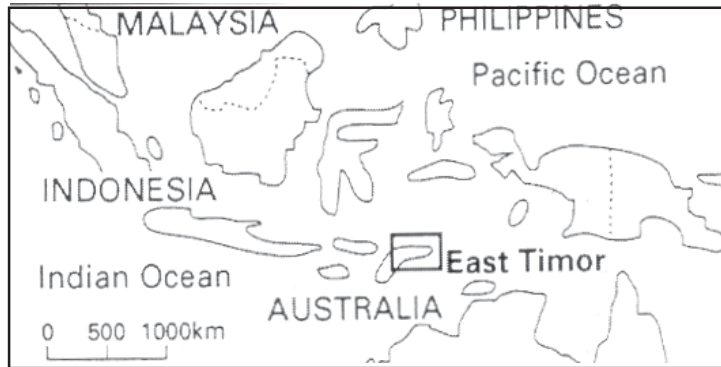 MALAYSIA
PHILIPPINES
Pacific Ocean
INDONESIA
East Timor
Indian Ocean
AUSTRALIA
0 500 1000km